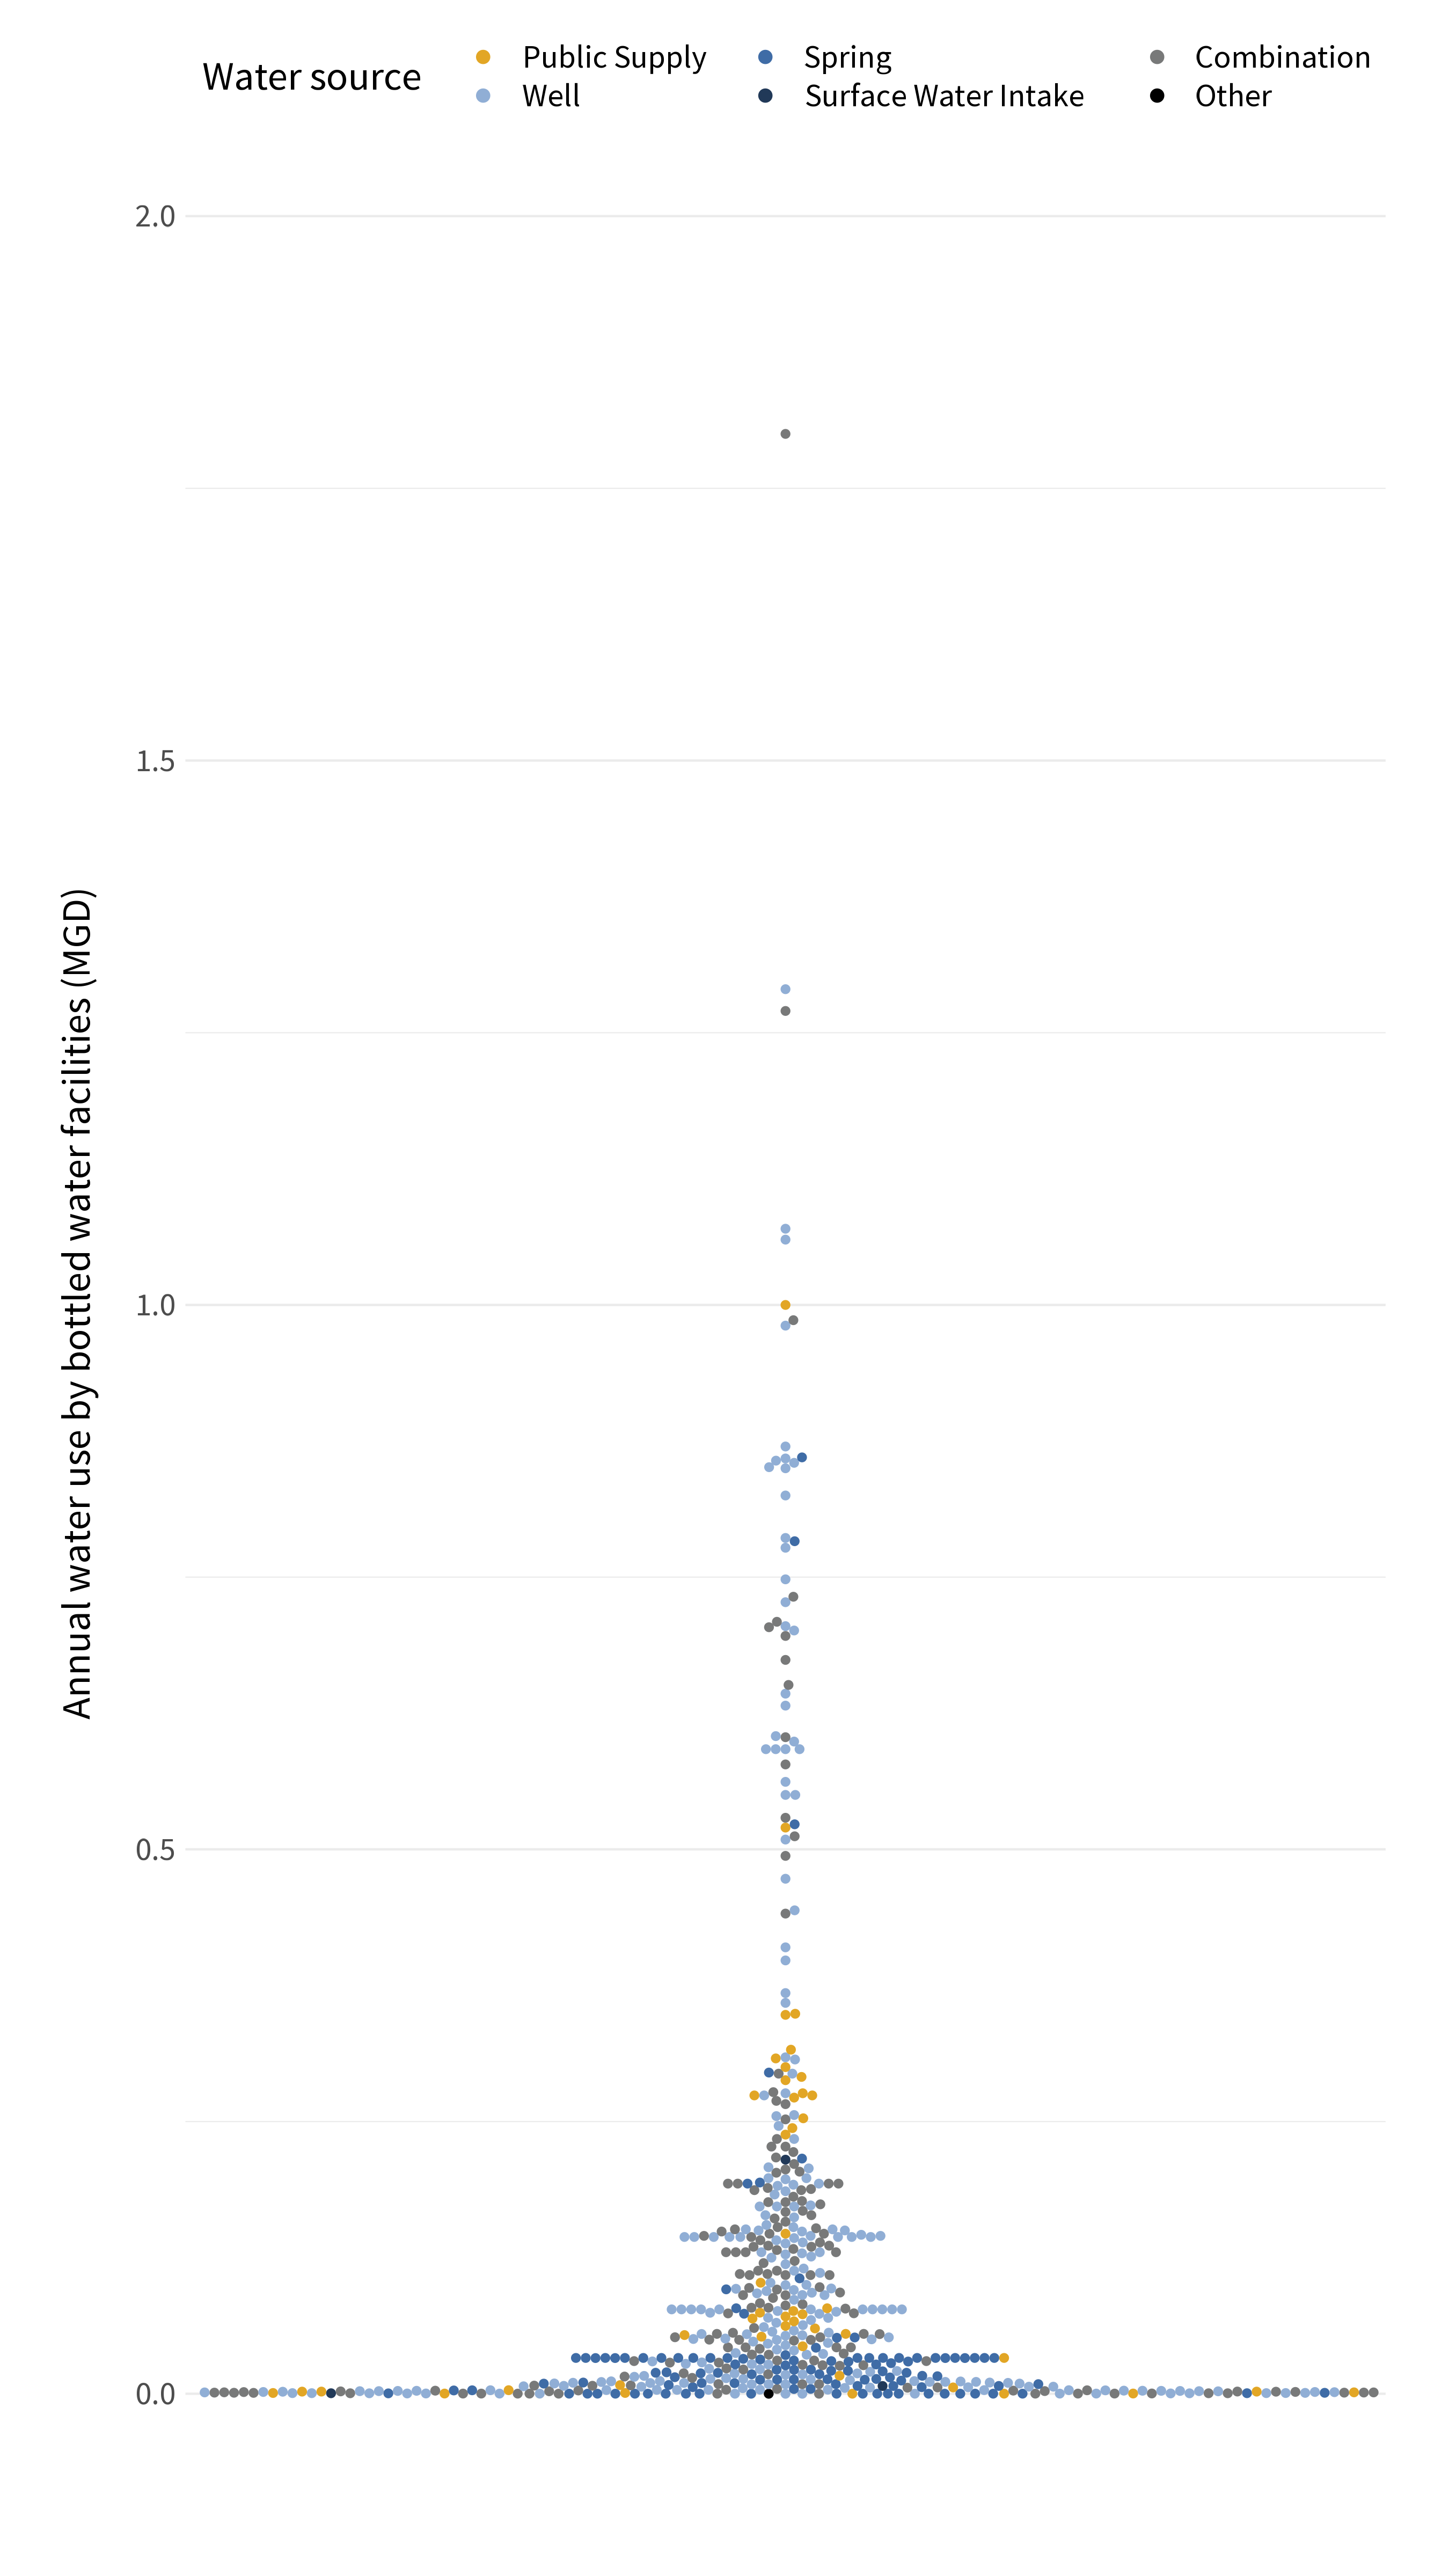 Water source
Public Supply
Well
Spring
Surface Water Intake
Combination
Other
Annual water use by bottled water facilities (MGD)
2.0
1.5
1.0
0.5
0.0